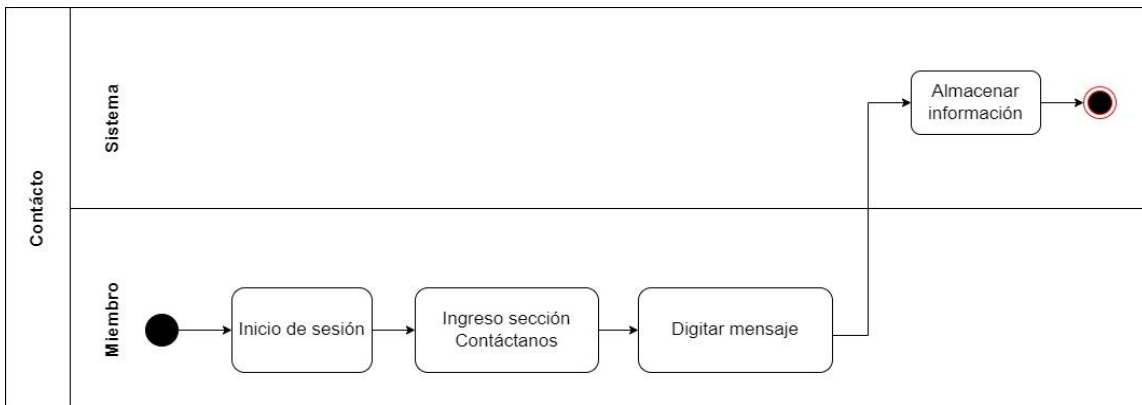 Contácto
Sistema
Almacenar
información
Miembro
Inicio de sesión
Ingreso sección
Contáctanos
Digitar mensaje